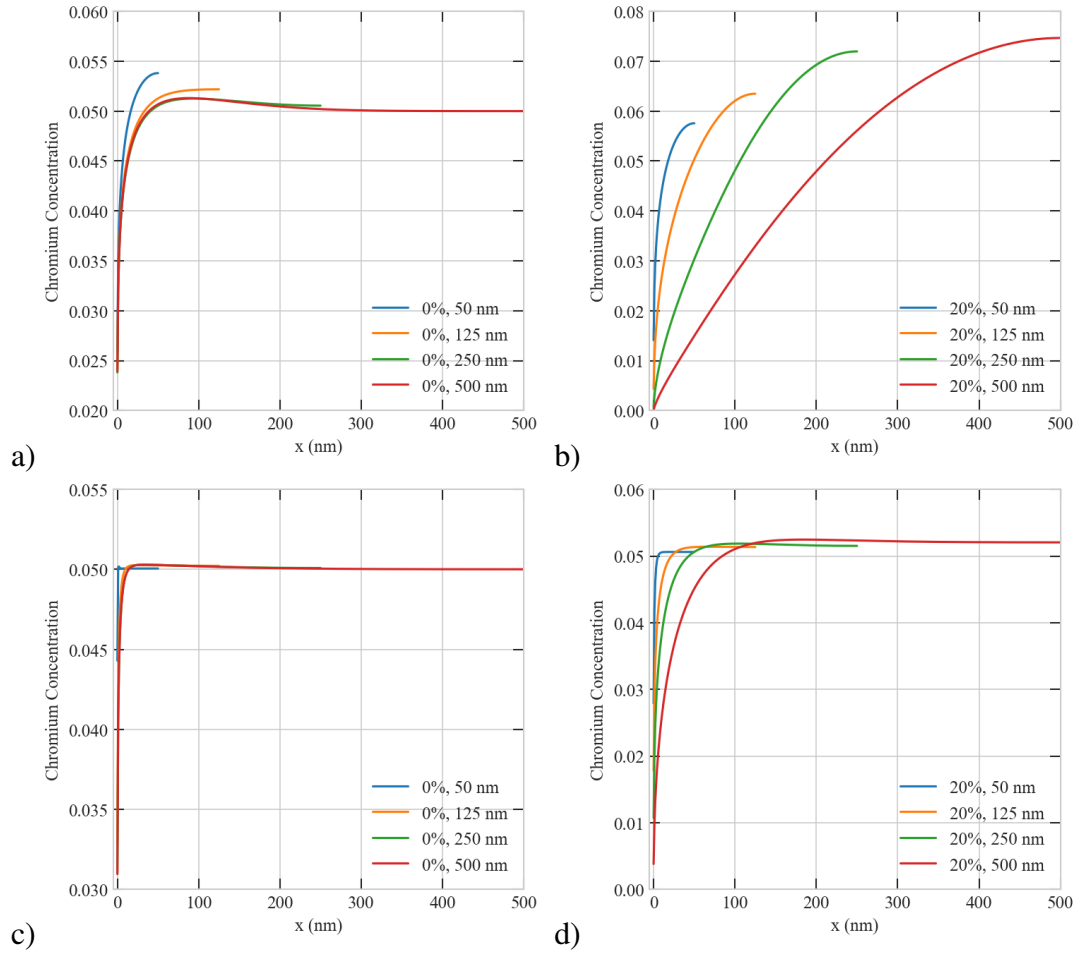 0.060
0.055
0.050
0.045
0.040
0.035
0.030
0.025
0.020
Chromium Concentration
0%, 50 nm
0%, 125 nm
0%, 250 nm
0%, 500 nm
0 100 200 300 400 500
x (nm)
a)
0.08
0.07
0.06
0.05
0.04
0.03
0.02
0.01
0.00
Chromium Concentration
20%, 50 nm
20%, 125 nm
20%, 250 nm
20%, 500 nm
0 100 200 300 400 500
x (nm)
b)
0.055
0.050
0.045
0.040
0.035
0.030
Chromium Concentration
0%, 50 nm
0%, 125 nm
0%, 250 nm
0%, 500 nm
0 100 200 300 400 500
x (nm)
c)
0.06
0.05
0.04
0.03
0.02
0.01
0.00
Chromium Concentration
20%, 50 nm
20%, 125 nm
20%, 250 nm
20%, 500 nm
0 100 200 300 400 500
x (nm)
d)